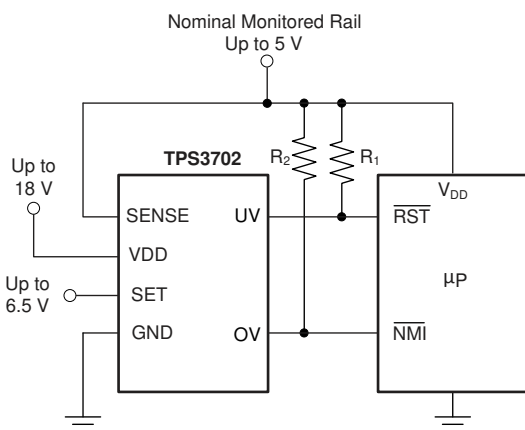 Nominal Monitored Rail
Up to 5 V
TPS3702
R2
R1
Up to
18 V
VDD
SENSE
UV
RST
VDD
µP
Up to
6.5 V
SET
GND
OV
NMI